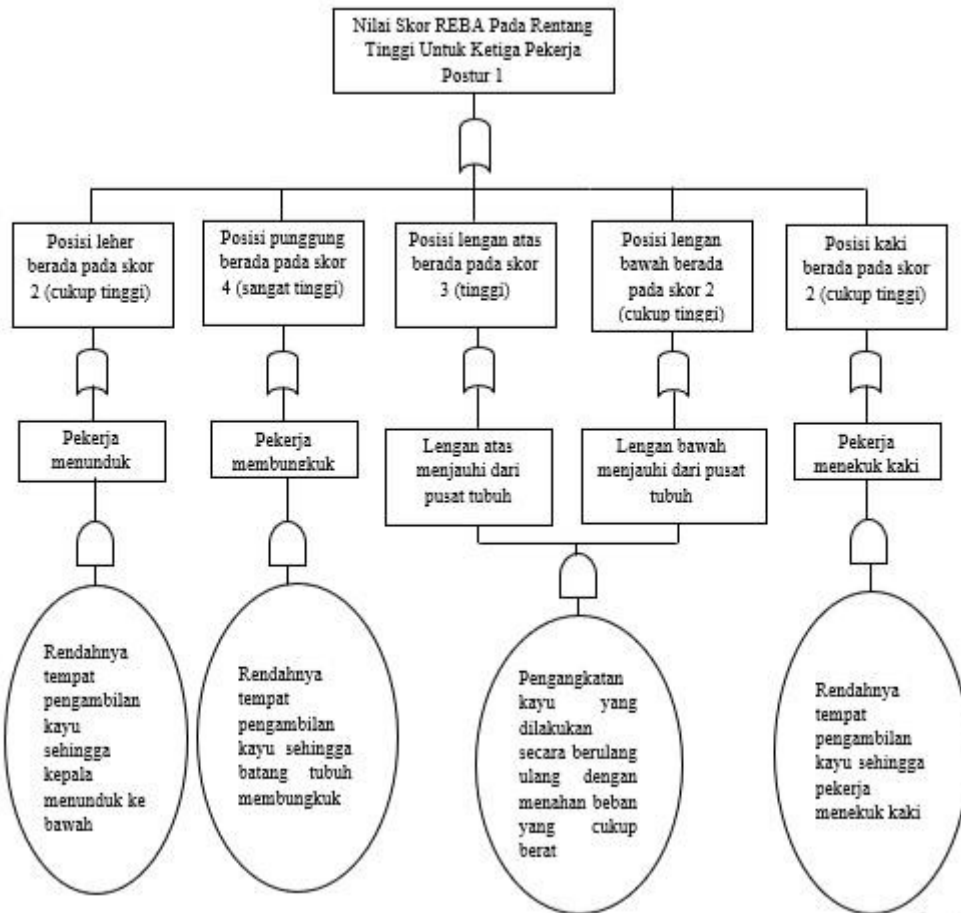 Nilai Skor REBA Pada Rentang
Tinggi Untuk Ketiga Pekerja
Postur 1
Posisi leher
berada pada skor
2 (cukup tinggi)
Posisi punggung
berada pada skor
4 (sangat tinggi)
Posisi lengan atas
berada pada skor
3 (tinggi)
Posisi lengan
bawah berada
pada skor 2
(cukup tinggi)
Posisi kaki
berada pada skor
2 (cukup tinggi)
Pekerja
menunduk
Pekerja
membungkuk
Lengan atas
menjauhi dari
pusat tubuh
Lengan bawah
menjauhi dari pusat
tubuh
Pekerja
menekuk kaki
Rendahnya
tempat
pengambilan
kayu
sehingga
kepala
menunduk ke
bawah
Rendahnya
tempat
pengambilan
kayu sehingga
batang tubuh
membungkuk
Pengangkatan
kayu yang
dilakukan
secara berulang
ulang dengan
menahan beban
yang cukup
berat
Rendahnya
tempat
pengambilan
kayu sehingga
pekerja
menekuk kaki